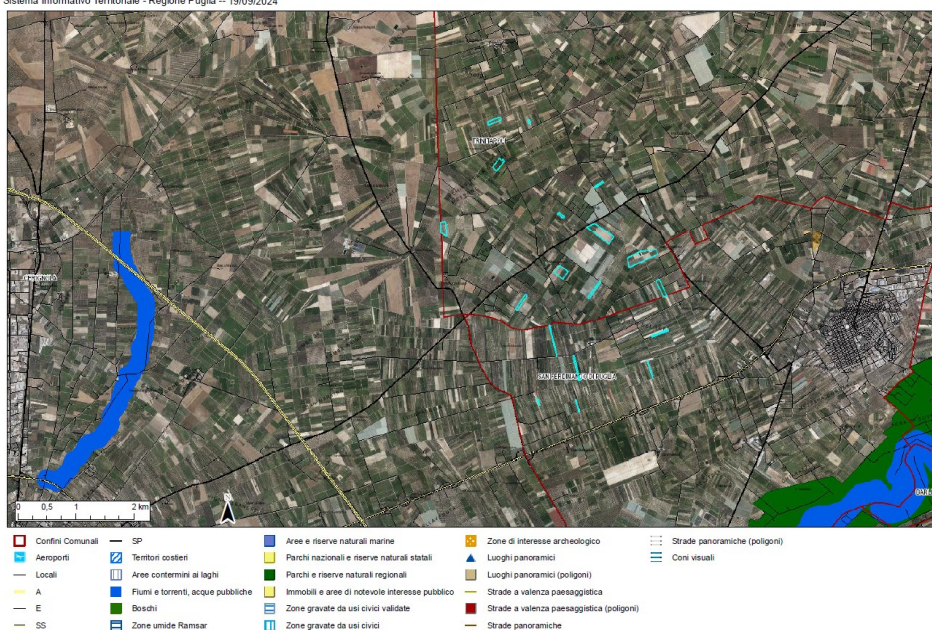 Sistema Informativo Territoriale - Regione Puglia -- 19/09/2024
CERIGNOLA
SAN FERDINANDO DI PUGLIA
0 0,5 1 2 km
N
Confini Comunali
Aeroporti
Locali
A
E
SS
SP
Territori costieri
Aree contermini ai laghi
Fiumi e torrenti, acque pubbliche
Boschi
Zone umide Ramsar
Aree e riserve naturali marine
Parchi nazionali e riserve naturali statali
Parchi e riserve naturali regionali
Immobili e aree di notevole interesse pubblico
Zone gravate da usi civici validate
Zone gravate da usi civici
Zone di interesse archeologico
Luoghi panoramici
Luoghi panoramici (poligoni)
Strade a valenza paesaggistica
Strade a valenza paesaggistica (poligoni)
Strade panoramiche
Strade panoramiche (poligoni)
Coni visuali